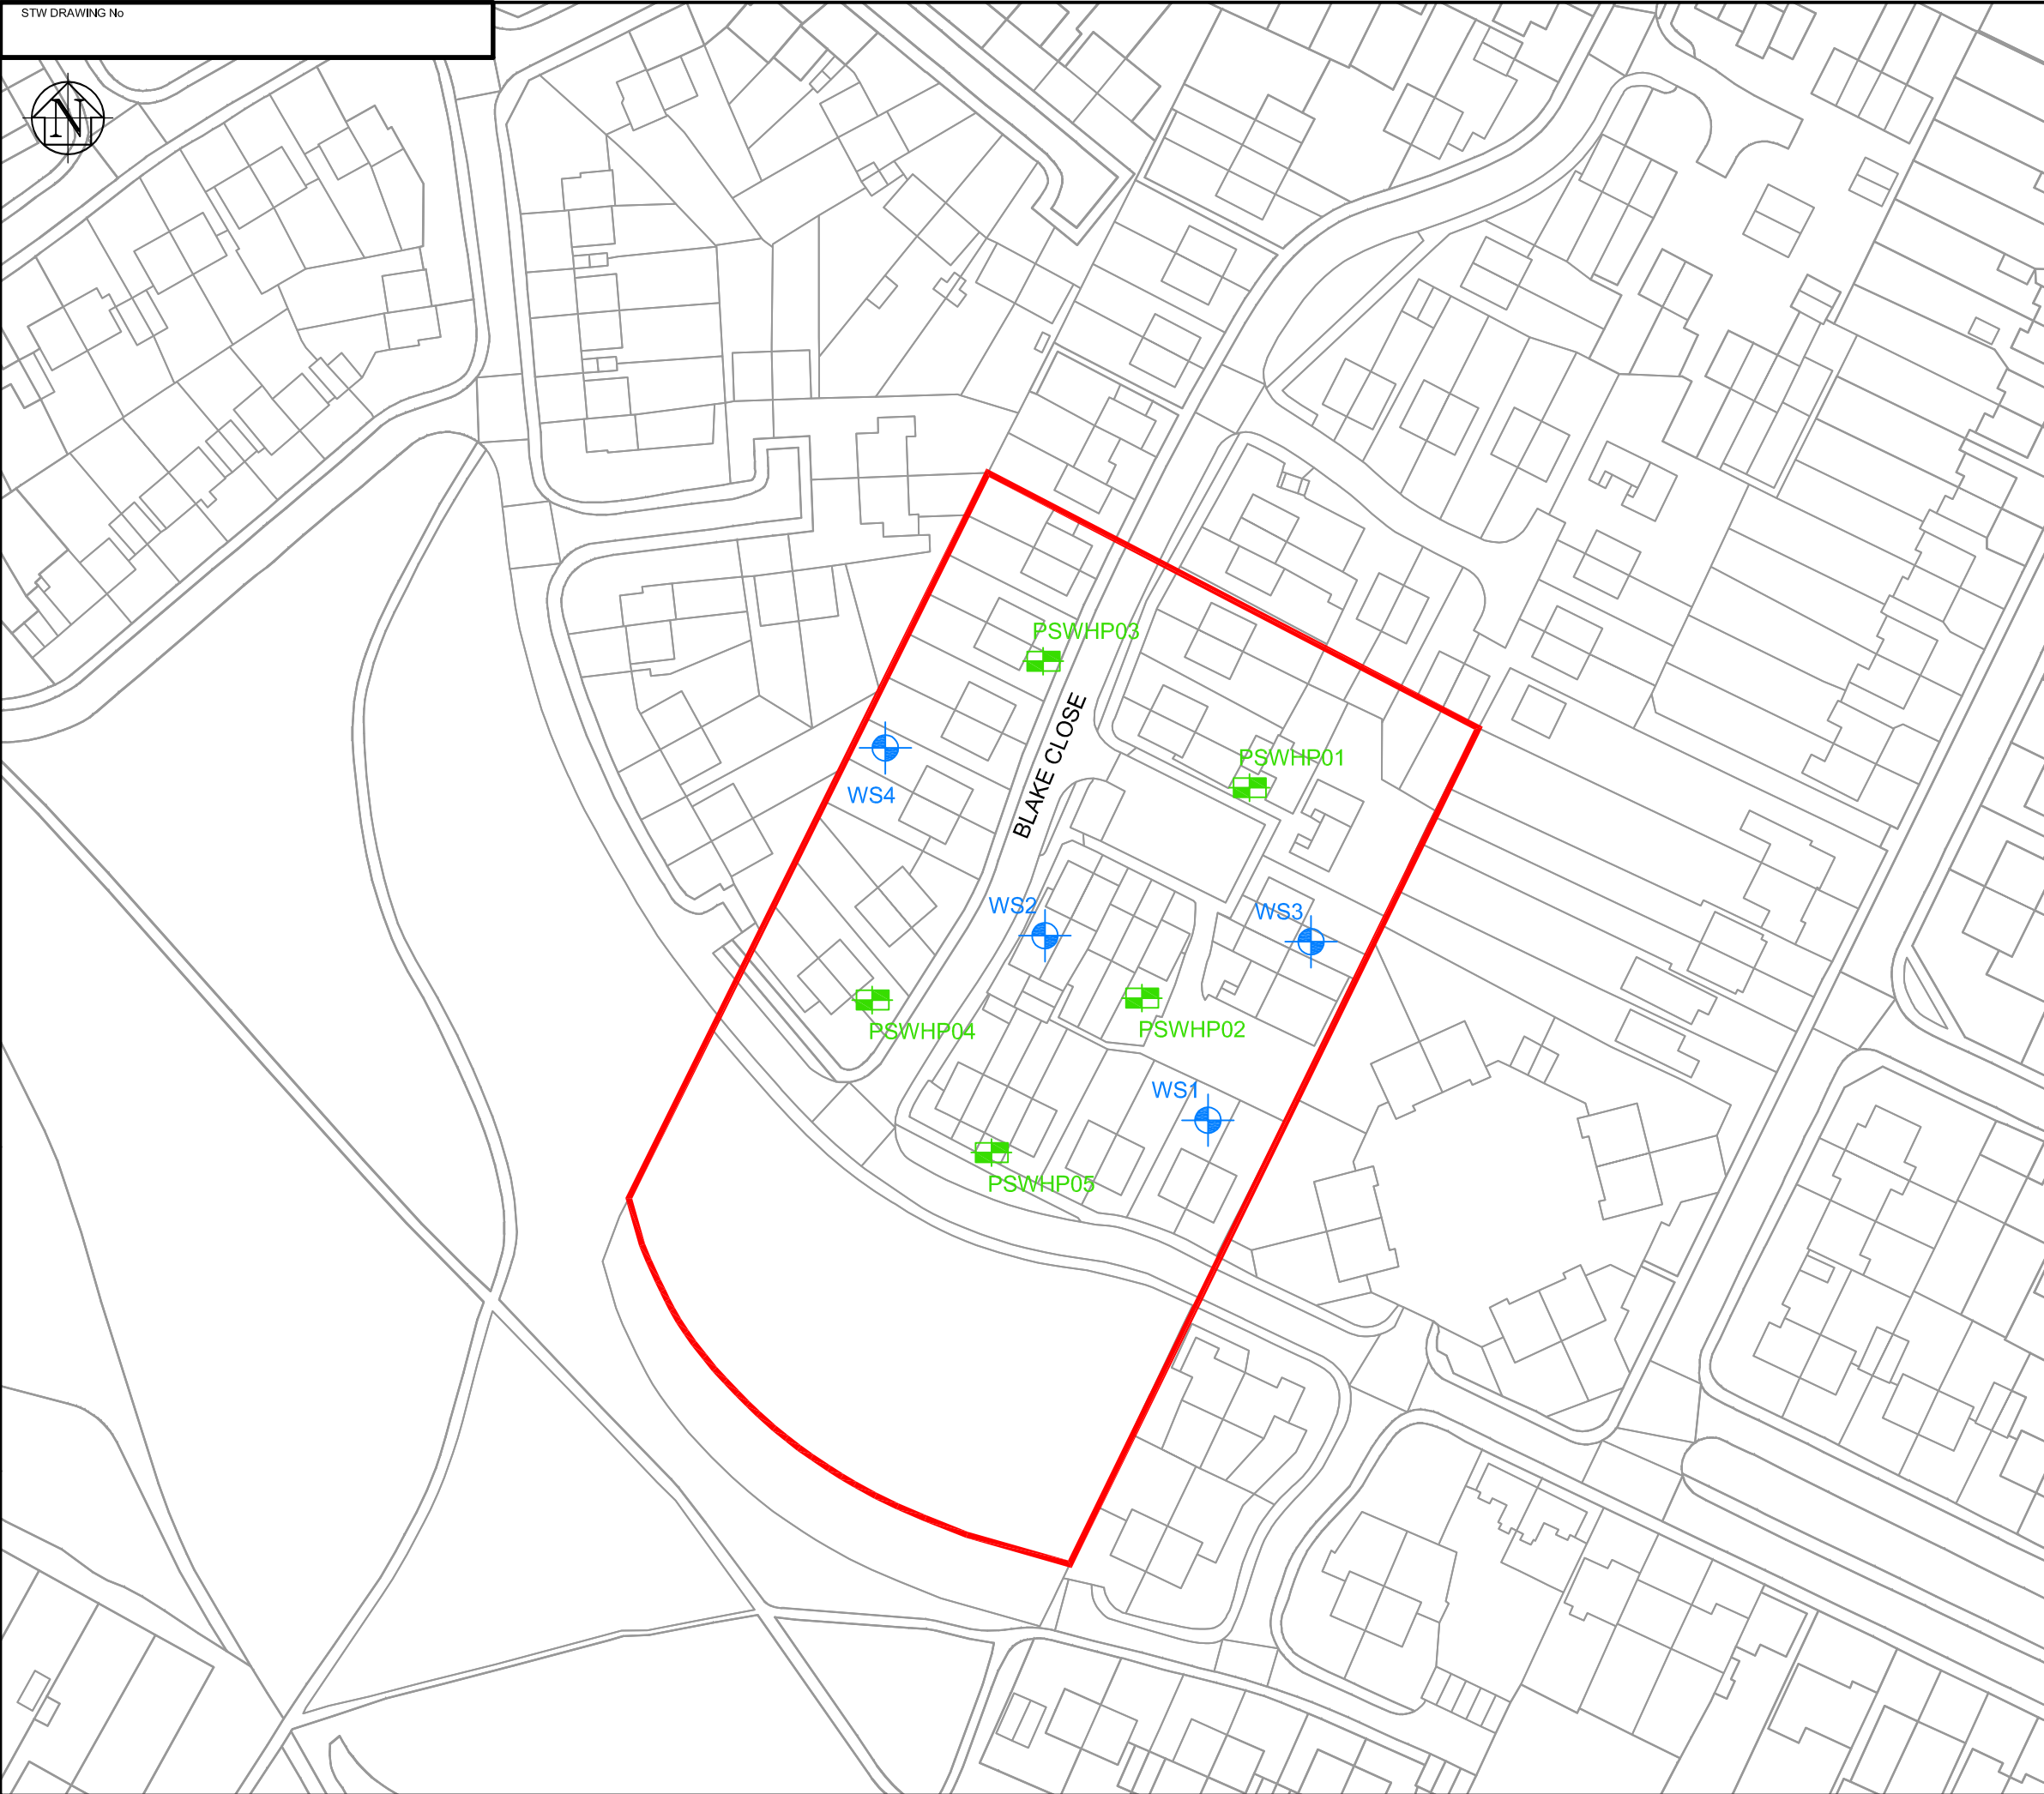 STW DRAWING No
N
PSWHP03
BLAKE CLOSE
PSWHP01
WS4
WS2
WS3
PSWHP04
PSWHP02
WS1
PSWHP05